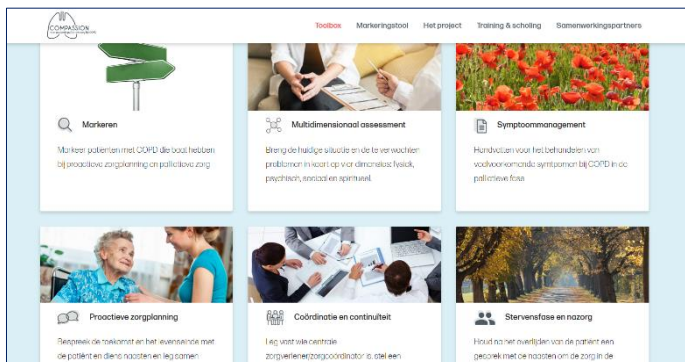 COMPASSION
Toolbox Markeringstool Het project Training & scholing Samenwerkingspartners
Markeren
Markeer patiënten met COPD die baat hebben
bij proactieve zorgplanning en palliatieve zorg
Multidimensionaal assessment
Breng de huidige situatie en de te verwachten
problemen in kaart op vier dimensies: fysiek,
psychisch, sociaal en spiritueel.
Symptoommanagement
Handvatten voor het behandelen van
veelvoorkomende symptomen bij COPD in de
palliatieve fase
Proactieve zorgplanning
Bespreek de toekomst en het levenseinde met
de patiënt en diens naasten en leg samen
Coördinatie en continuïteit
Leg vast wie centrale
zorgverlener/zorgcoördinator is, stel een
Stervensfase en nazorg
Houd na het overlijden van de patiënt een
gesprek met de naasten om de zorg in de